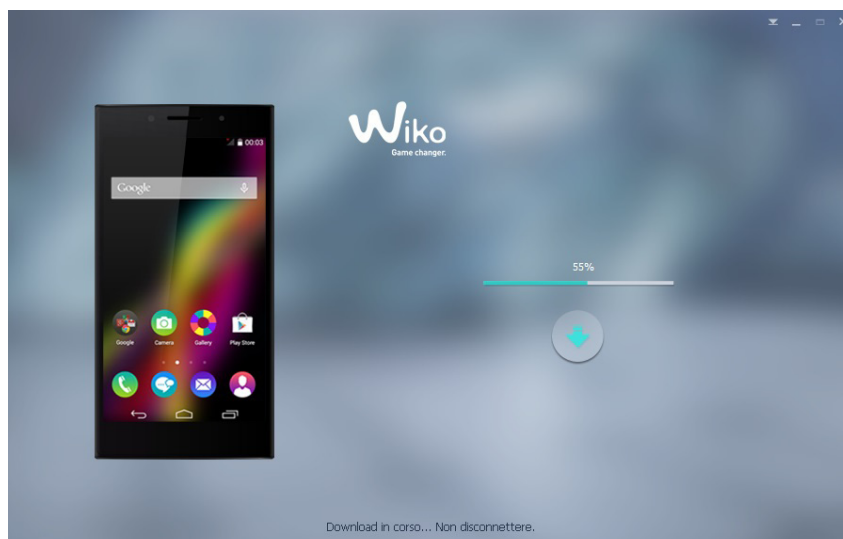 Wiko
Game changer.
00:03
Google
55%
Google Camera Gallery Play Store
Download in corso... Non disconnettere.